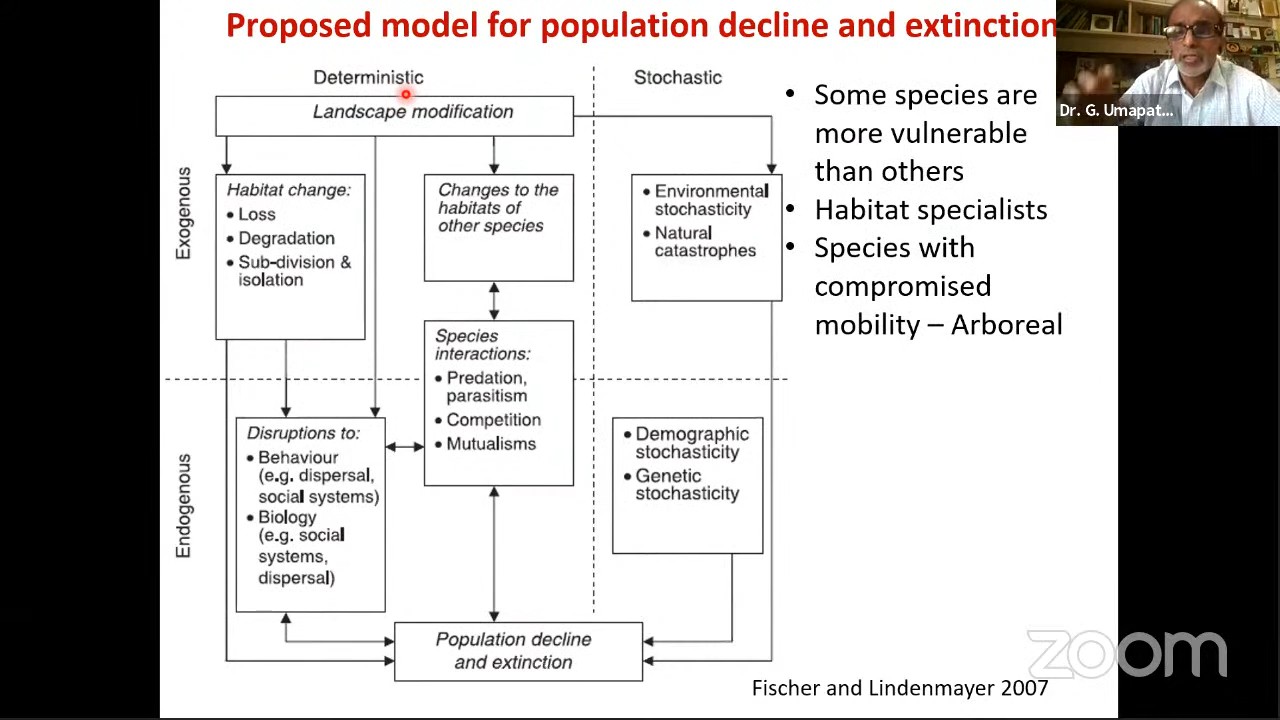 Proposed model for population decline and extinction
Dr. G. Umapat...
Deterministic
Stochastic
Landscape modification
Exogenous
Habitat change:
• Loss
• Degradation
• Sub-division &
isolation
Changes to the
habitats of
other species
• Environmental
stochasticity
• Natural
catastrophes
Species
interactions:
• Predation,
parasitism
• Competition
• Mutualisms
Endogenous
Disruptions to:
• Behaviour
(e.g. dispersal,
social systems)
• Biology
(e.g. social
systems,
dispersal)
• Demographic
stochasticity
• Genetic
stochasticity
Population decline
and extinction
• Some species are
more vulnerable
than others
• Habitat specialists
• Species with
compromised
mobility – Arboreal
Fischer and Lindenmayer 2007
zoom